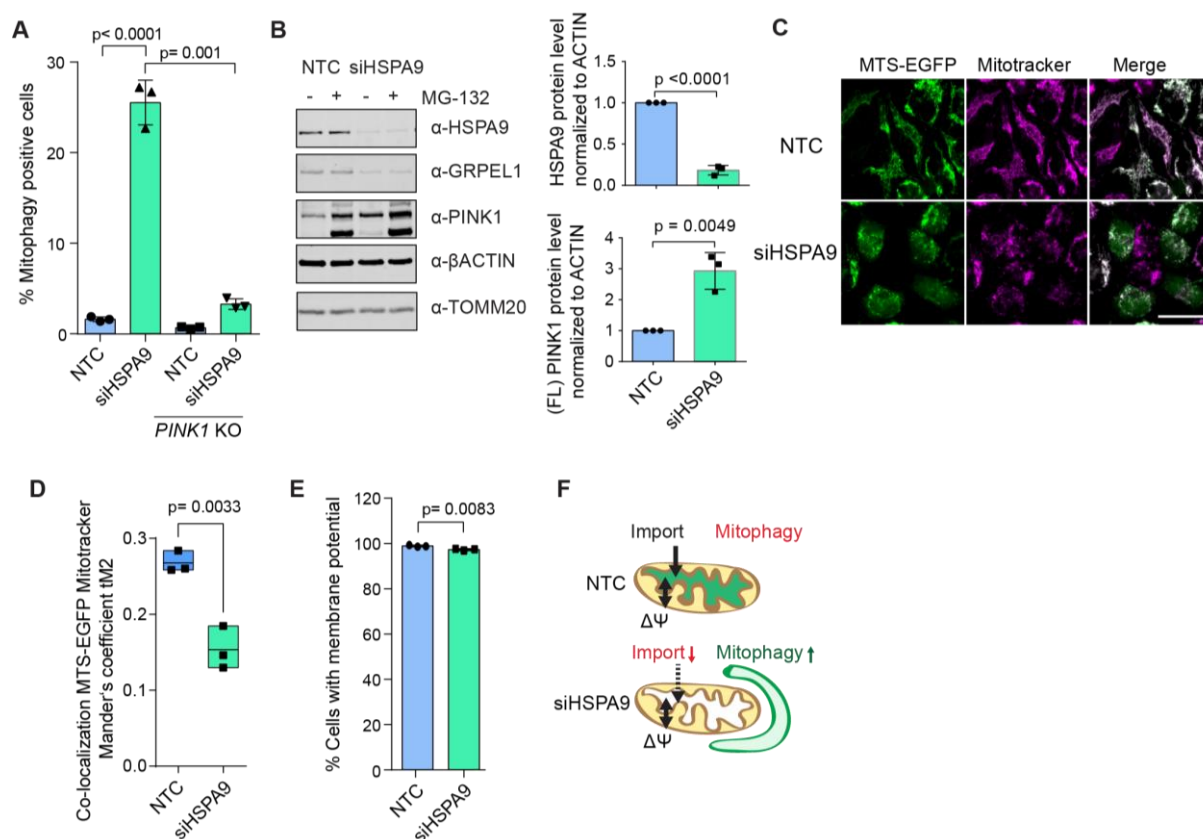 A
p< 0.0001
p= 0.001
% Mitophagy positive cells
30
20
10
0
NTC
siHSPA9
NTC
siHSPA9
PINK1 KO
B
NTC siHSPA9
- + - + MG-132
α-HSPA9
α-GRPEL1
α-PINK1
α-βACTIN
α-TOMM20
HSPA9 protein level
normalized to ACTIN
p <0.0001
1.5
1.0
0.5
0.0
(FL) PINK1 protein level
normalized to ACTIN
p = 0.0049
4
3
2
1
0
NTC
siHSPA9
C
MTS-EGFP Mitotracker Merge
NTC
siHSPA9
D
p= 0.0033
Co-localization MTS-EGFP Mitotracker
Mander's coefficient tM2
0.3
0.2
0.1
0.0
NTC
siHSPA9
E
p= 0.0083
% Cells with membrane potential
120
100
80
60
40
20
0
NTC
siHSPA9
F
Import Mitophagy
NTC
ΔΨ
Import↓ Mitophagy↑
siHSPA9
ΔΨ